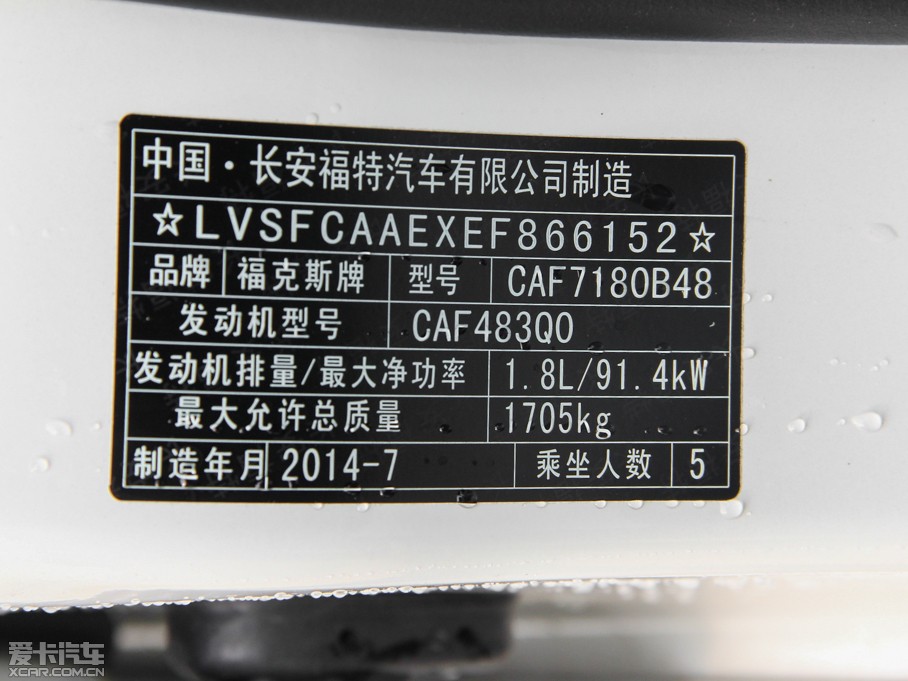 中国·长安福特汽车有限公司制造
☆LVSFCAAEXEF866152☆
品牌 福克斯牌 型号 CAF7180B48
发动机型号 CAF483Q0
发动机排量/最大净功率 1.8L/91.4kW
最大允许总质量 1705kg
制造年月 2014-7 乘坐人数 5
爱卡汽车
XCAR.COM.CN